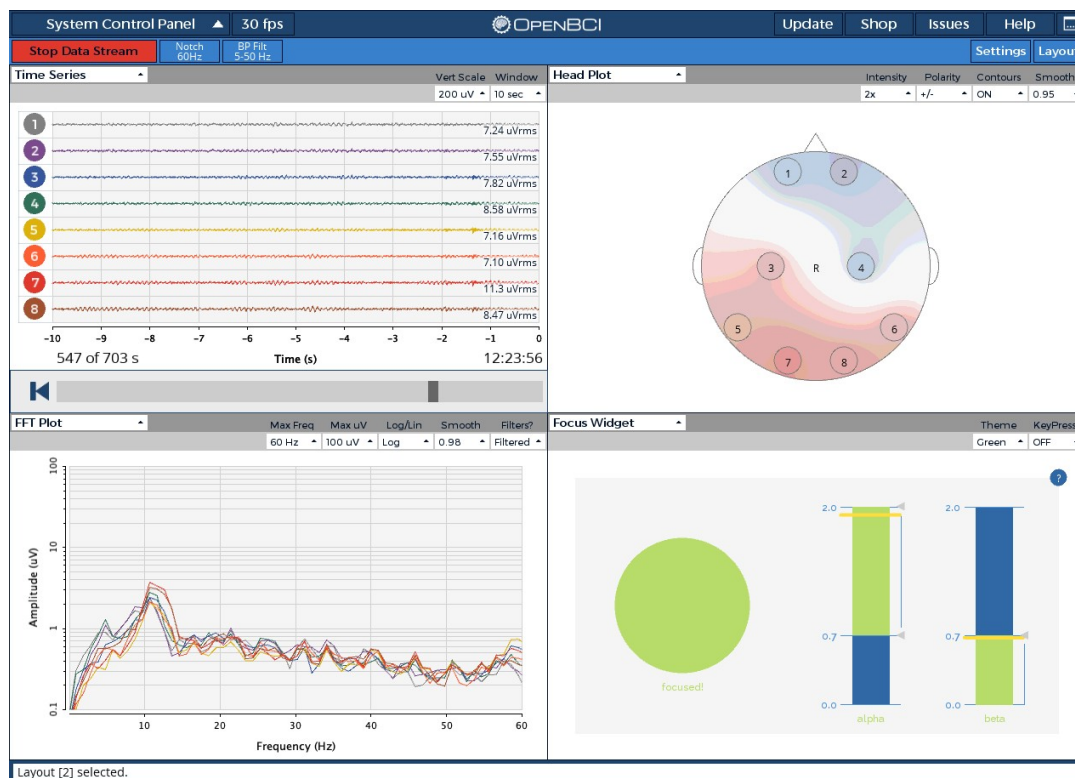 System Control Panel 30 fps OpenBCI Update Shop Issues Help
Stop Data Stream Notch 60Hz BP Filt 5-50 Hz Settings Layout
Time Series
Vert Scale Window
200 uV 10 sec
1 7.24 uVrms
2 7.55 uVrms
3 7.82 uVrms
4 8.58 uVrms
5 7.16 uVrms
6 7.10 uVrms
7 11.3 uVrms
8 8.47 uVrms
-10 -9 -8 -7 -6 -5 -4 -3 -2 -1 0
547 of 703 s Time (s) 12:23:56
Head Plot
Intensity Polarity Contours Smooth
2x +/- ON 0.95
1 2
3 R 4
5 6
7 8
FFT Plot
Max Freq Max uV Log/Lin Smooth Filters?
60 Hz 100 uV Log 0.98 Filtered
Amplitude (uV)
100
10
1
0.1
10 20 30 40 50 60
Frequency (Hz)
Focus Widget
Theme KeyPress
Green OFF
?
2.0 2.0
0.7 0.7
0.0 0.0
focused!
alpha beta
Layout [2] selected.